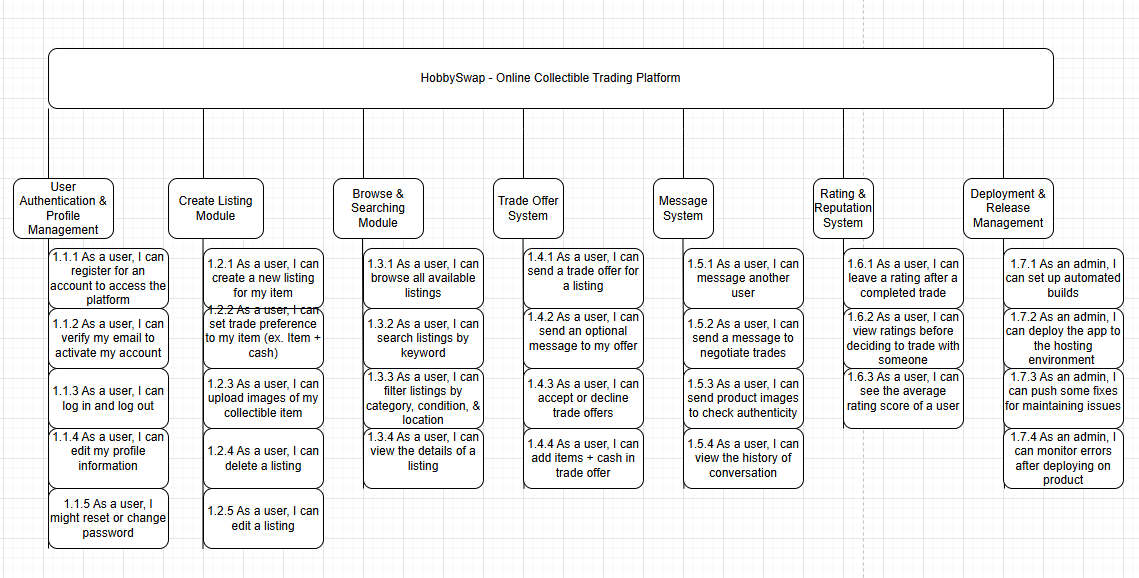 HobbySwap - Online Collectible Trading Platform
User
Authentication &
Profile
Management
Create Listing
Module
Browse &
Searching
Module
Trade Offer
System
Message
System
Rating &
Reputation
System
Deployment &
Release
Management
1.1.1 As a user, I can
register for an
account to access the
platform
1.1.2 As a user, I can
verify my email to
activate my account
1.1.3 As a user, I can
log in and log out
1.1.4 As a user, I can
edit my profile
information
1.1.5 As a user, I
might reset or change
password
1.2.1 As a user, I can
create a new listing
for my item
1.2.2 As a user, I can
set trade preference
to my item (ex. Item +
cash)
1.2.3 As a user, I can
upload images of my
collectible item
1.2.4 As a user, I can
delete a listing
1.2.5 As a user, I can
edit a listing
1.3.1 As a user, I can
browse all available
listings
1.3.2 As a user, I can
search listings by
keyword
1.3.3 As a user, I can
filter listings by
category, condition, &
location
1.3.4 As a user, I can
view the details of a
listing
1.4.1 As a user, I can
send a trade offer for
a listing
1.4.2 As a user, I can
send an optional
message to my offer
1.4.3 As a user, I can
accept or decline
trade offers
1.4.4 As a user, I can
add items + cash in
trade offer
1.5.1 As a user, I can
message another
user
1.5.2 As a user, I can
send a message to
negotiate trades
1.5.3 As a user, I can
send product images
to check authenticity
1.5.4 As a user, I can
view the history of
conversation
1.6.1 As a user, I can
leave a rating after a
completed trade
1.6.2 As a user, I can
view ratings before
deciding to trade with
someone
1.6.3 As a user, I can
see the average
rating score of a user
1.7.1 As an admin, I
can set up automated
builds
1.7.2 As an admin, I
can deploy the app to
the hosting
environment
1.7.3 As an admin, I
can push some fixes
for maintaining issues
1.7.4 As an admin, I
can monitor errors
after deploying on
product